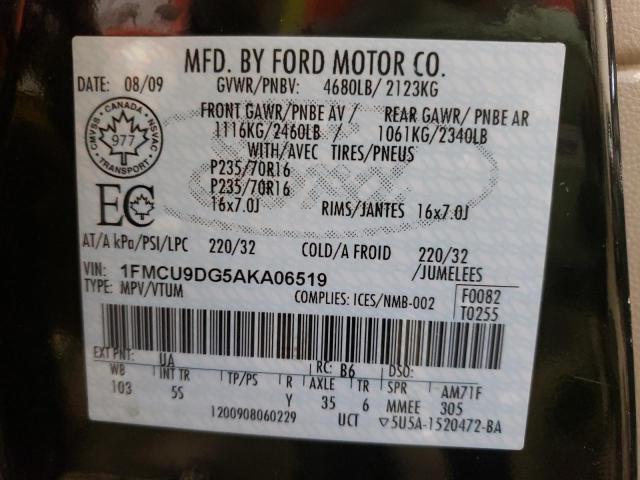 MFD. BY FORD MOTOR CO.
DATE: 08/09 GVWR/PNBV: 4680LB/ 2123KG
FRONT GAWR/PNBE AV / REAR GAWR/ PNBE AR
1116KG/2460LB / 1061KG/2340LB
WITH/AVEC TIRES/PNEUS
P235/70R16
P235/70R16
16x7.0J RIMS/JANTES 16x7.0J
CANADA
CMVSS NSVAC
977
TRANSPORT
EC
AT/A kPa/PSI/LPC 220/32 COLD/A FROID 220/32
/JUMELEES
VIN: 1FMCU9DG5AKA06519
TYPE: MPV/VTUM COMPLIES: ICES/NMB-002
F0082
T0255
EXT PNT: UA RC: B6 DSO:
WB INT TR TP/PS R AXLE TR SPR AM71F
103 5S Y 35 6 MMEE 305
1200908060229 UCT ▽5U5A-1520472-BA